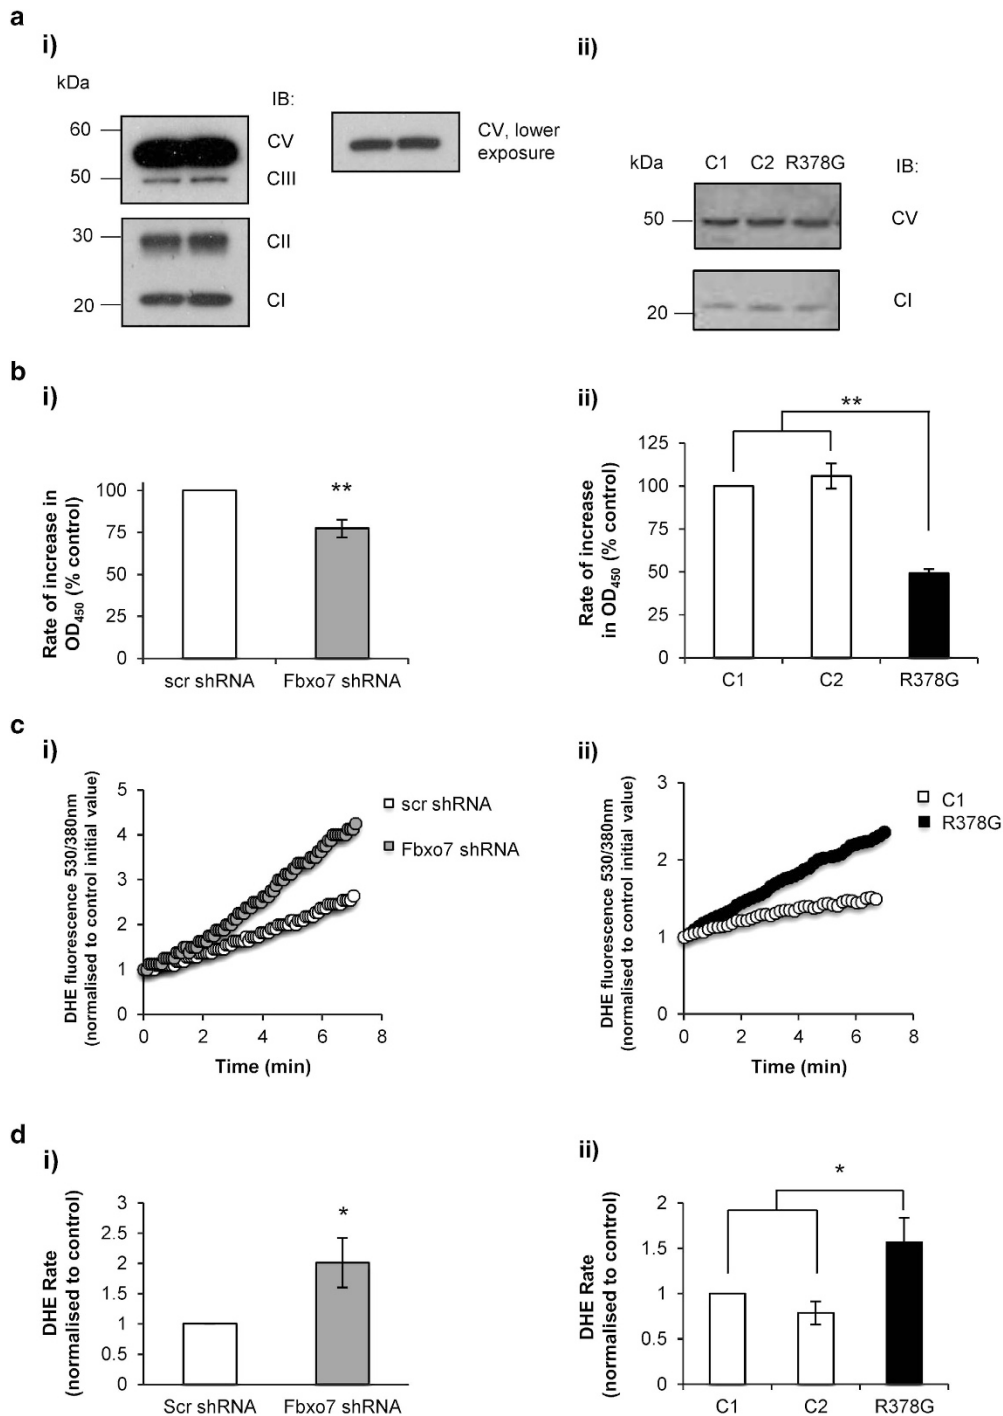 a
i)
kDa
IB:
60
CV
50
CIII
30
CII
20
CI
CV, lower
exposure
ii)
kDa C1 C2 R378G IB:
50
CV
20
CI
b
i)
Rate of increase in
OD450 (% control)
100
75
50
25
0
**
scr shRNA Fbxo7 shRNA
ii)
Rate of increase
in OD450 (% control)
125
100
75
50
25
0
**
C1 C2 R378G
c
i)
DHE fluorescence 530/380nm
(normalised to control initial value)
5
4
3
2
1
0
0 2 4 6 8
Time (min)
scr shRNA
Fbxo7 shRNA
ii)
DHE fluorescence 530/380nm
(normalised to control initial value)
3
2
1
0
0 2 4 6 8
Time (min)
C1
R378G
d
i)
DHE Rate
(normalised to control)
3
2.5
2
1.5
1
0.5
0
*
Scr shRNA Fbxo7 shRNA
ii)
DHE Rate
(normalised to control)
2
1.5
1
0.5
0
*
C1 C2 R378G